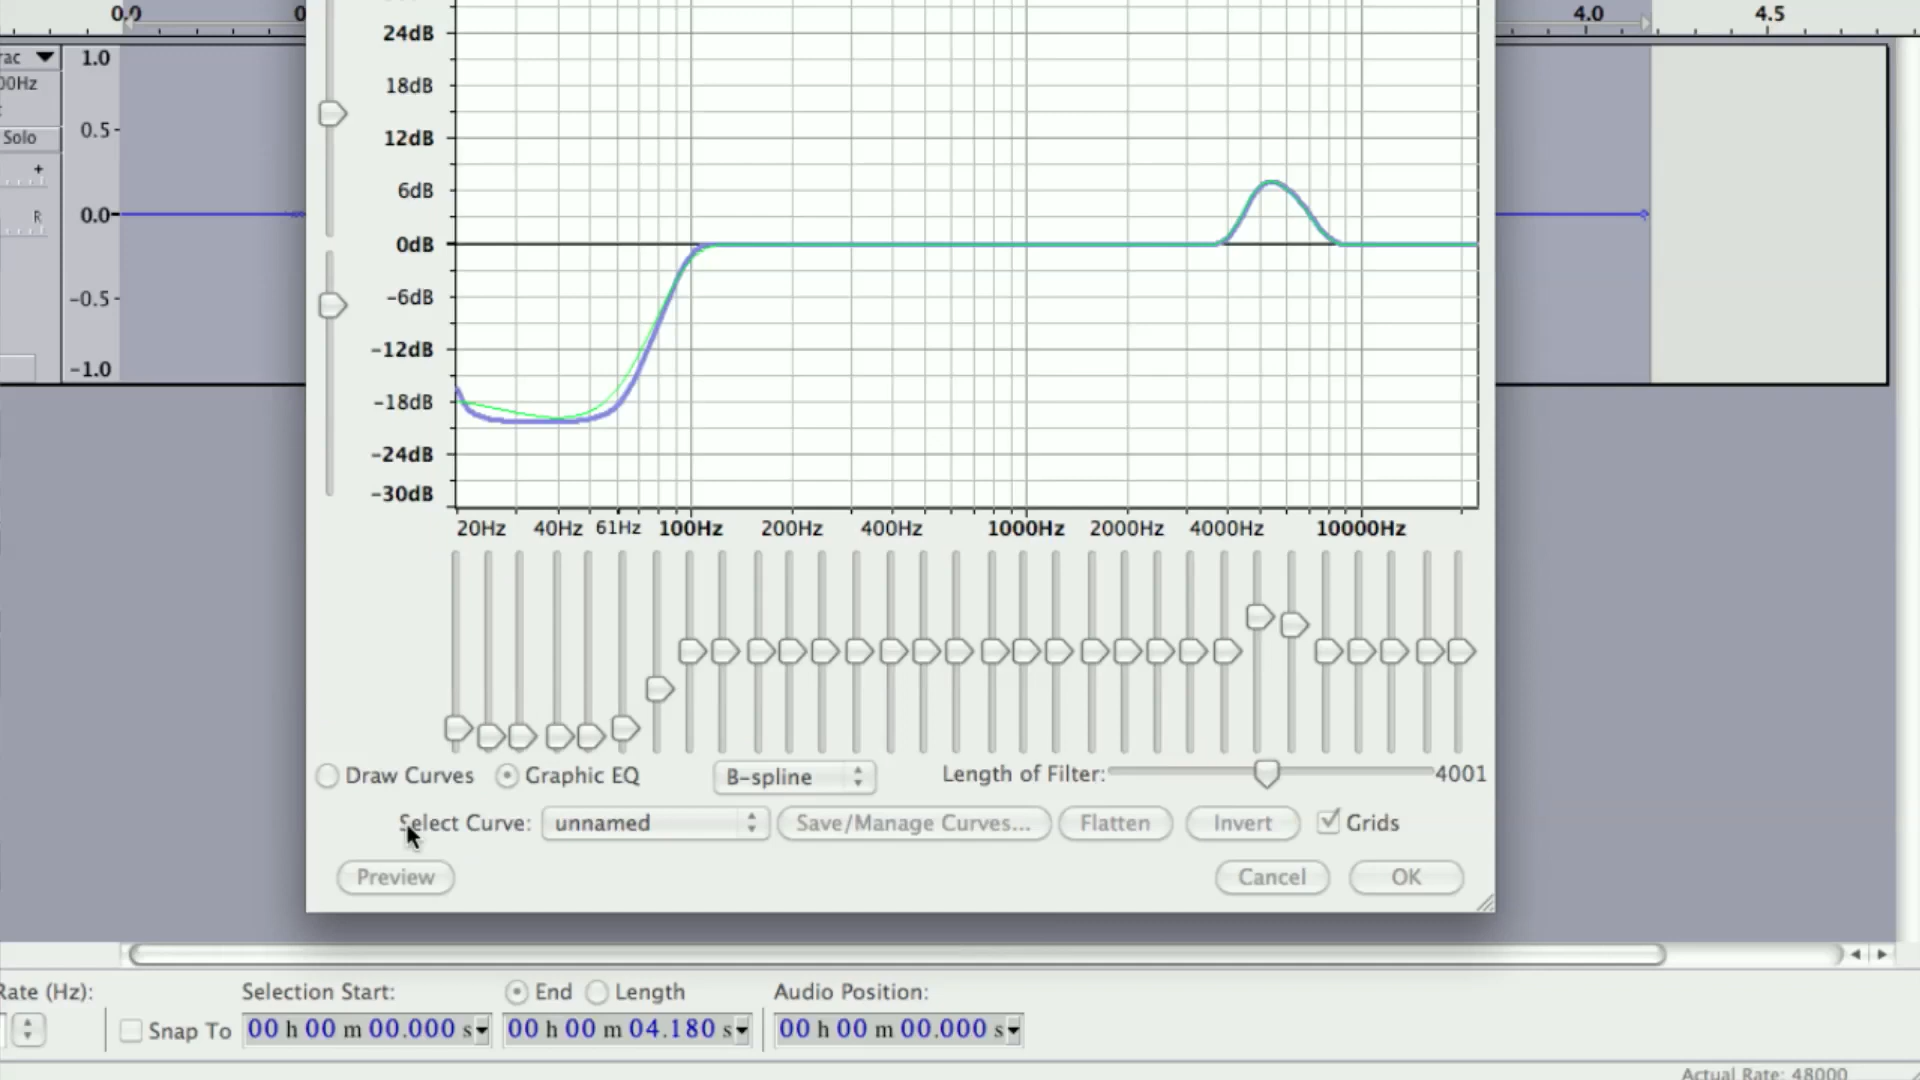 0.0 0 4.0 4.5
24dB
rac 1.0
00Hz 18dB
Solo 0.5 12dB
+
R 0.0 6dB
0dB
-0.5 -6dB
-1.0 -12dB
-18dB
-24dB
-30dB
20Hz 40Hz 61Hz 100Hz 200Hz 400Hz 1000Hz 2000Hz 4000Hz 10000Hz
Draw Curves Graphic EQ B-spline Length of Filter: 4001
Select Curve: unnamed Save/Manage Curves... Flatten Invert Grids
Preview Cancel OK
Rate (Hz): Selection Start: End Length Audio Position:
Snap To 00 h 00 m 00.000 s 00 h 00 m 04.180 s 00 h 00 m 00.000 s
Actual Rate: 48000